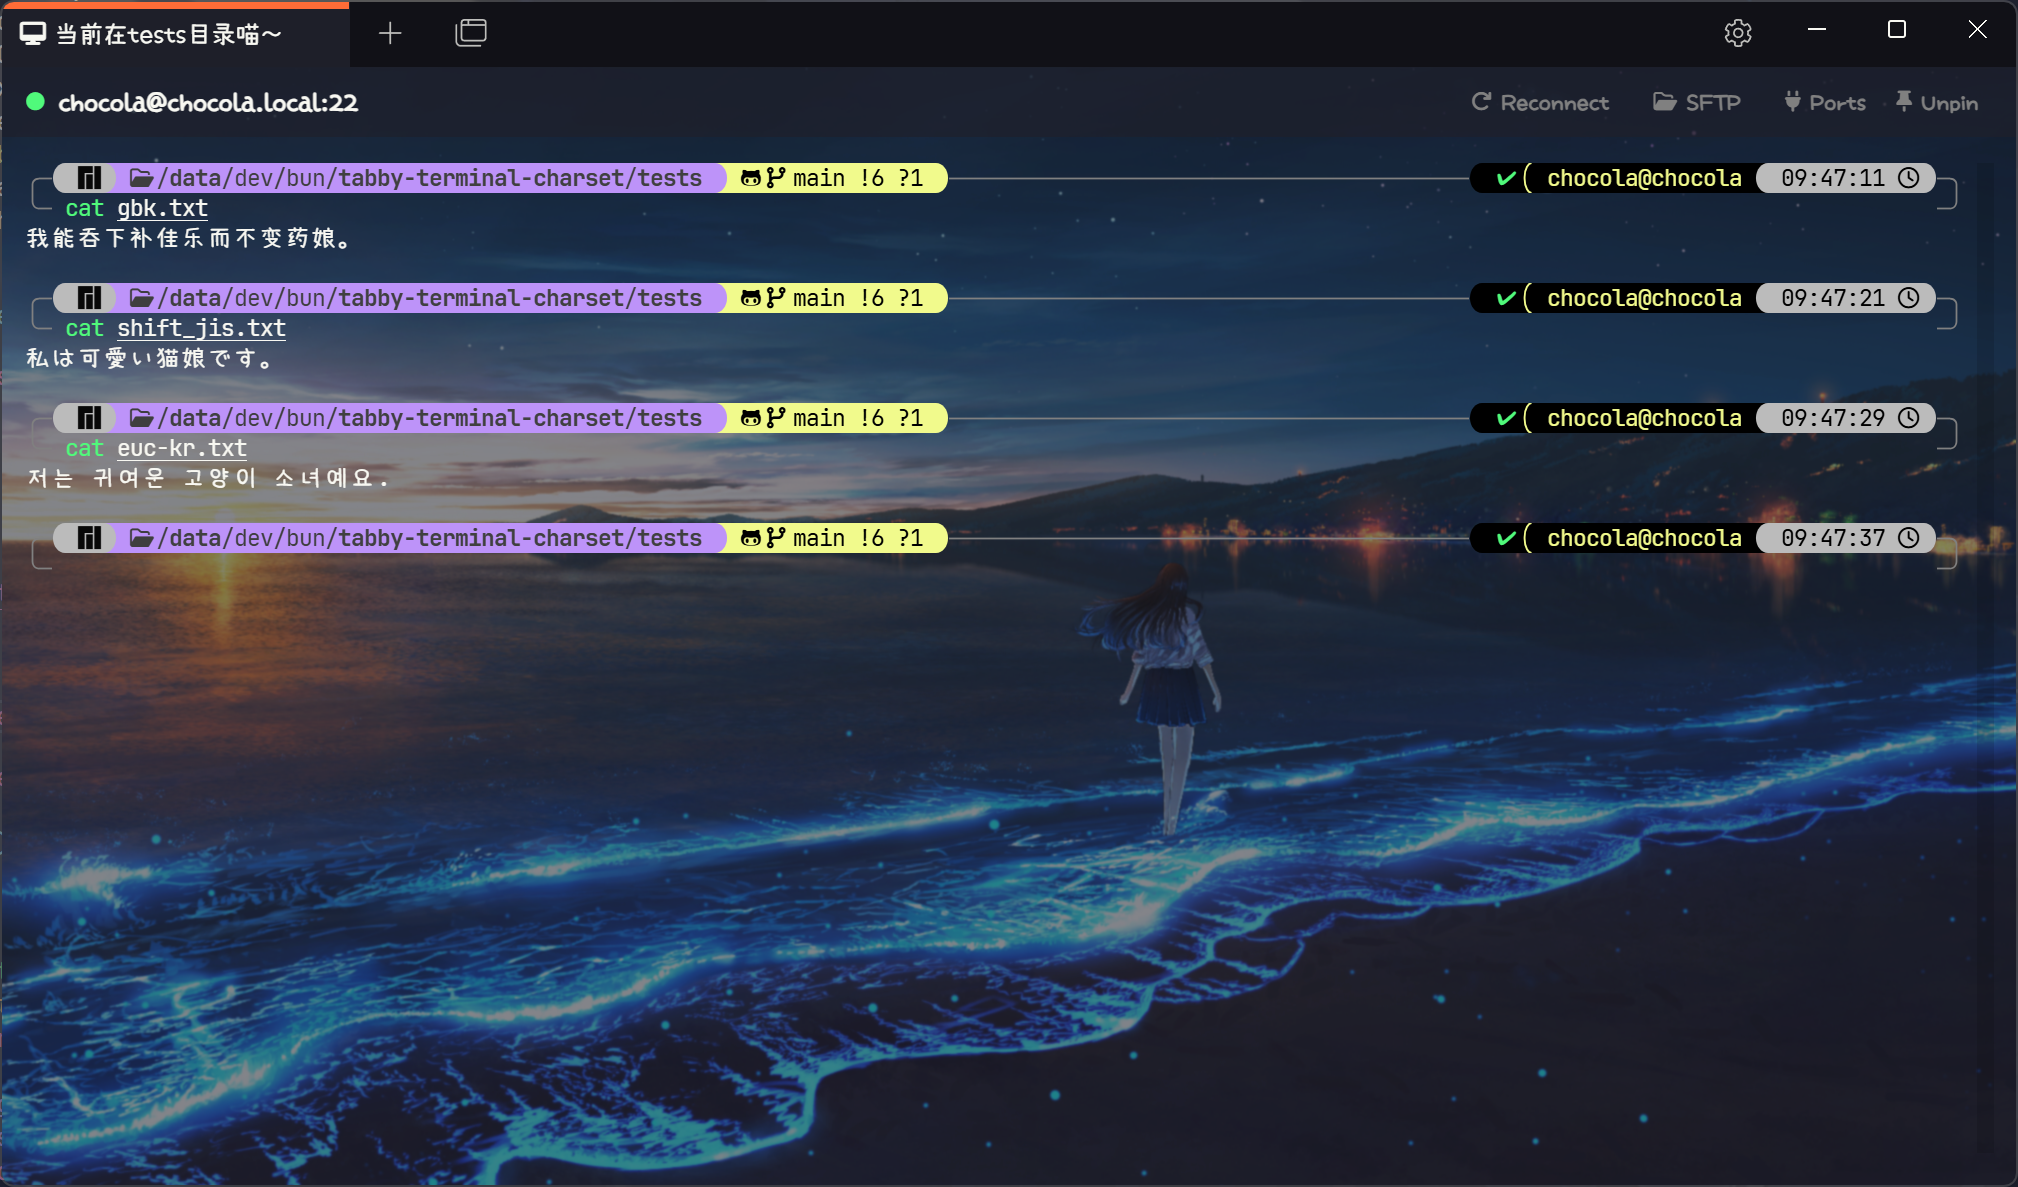 当前在tests目录喵～
chocola@chocola.local:22 Reconnect SFTP Ports Unpin
/data/dev/bun/tabby-terminal-charset/tests main !6 ?1 ✔ chocola@chocola 09:47:11
cat gbk.txt
我能吞下补佳乐而不变药娘。
/data/dev/bun/tabby-terminal-charset/tests main !6 ?1 ✔ chocola@chocola 09:47:21
cat shift_jis.txt
私は可愛い猫娘です。
/data/dev/bun/tabby-terminal-charset/tests main !6 ?1 ✔ chocola@chocola 09:47:29
cat euc-kr.txt
저는 귀여운 고양이 소녀예요.
/data/dev/bun/tabby-terminal-charset/tests main !6 ?1 ✔ chocola@chocola 09:47:37